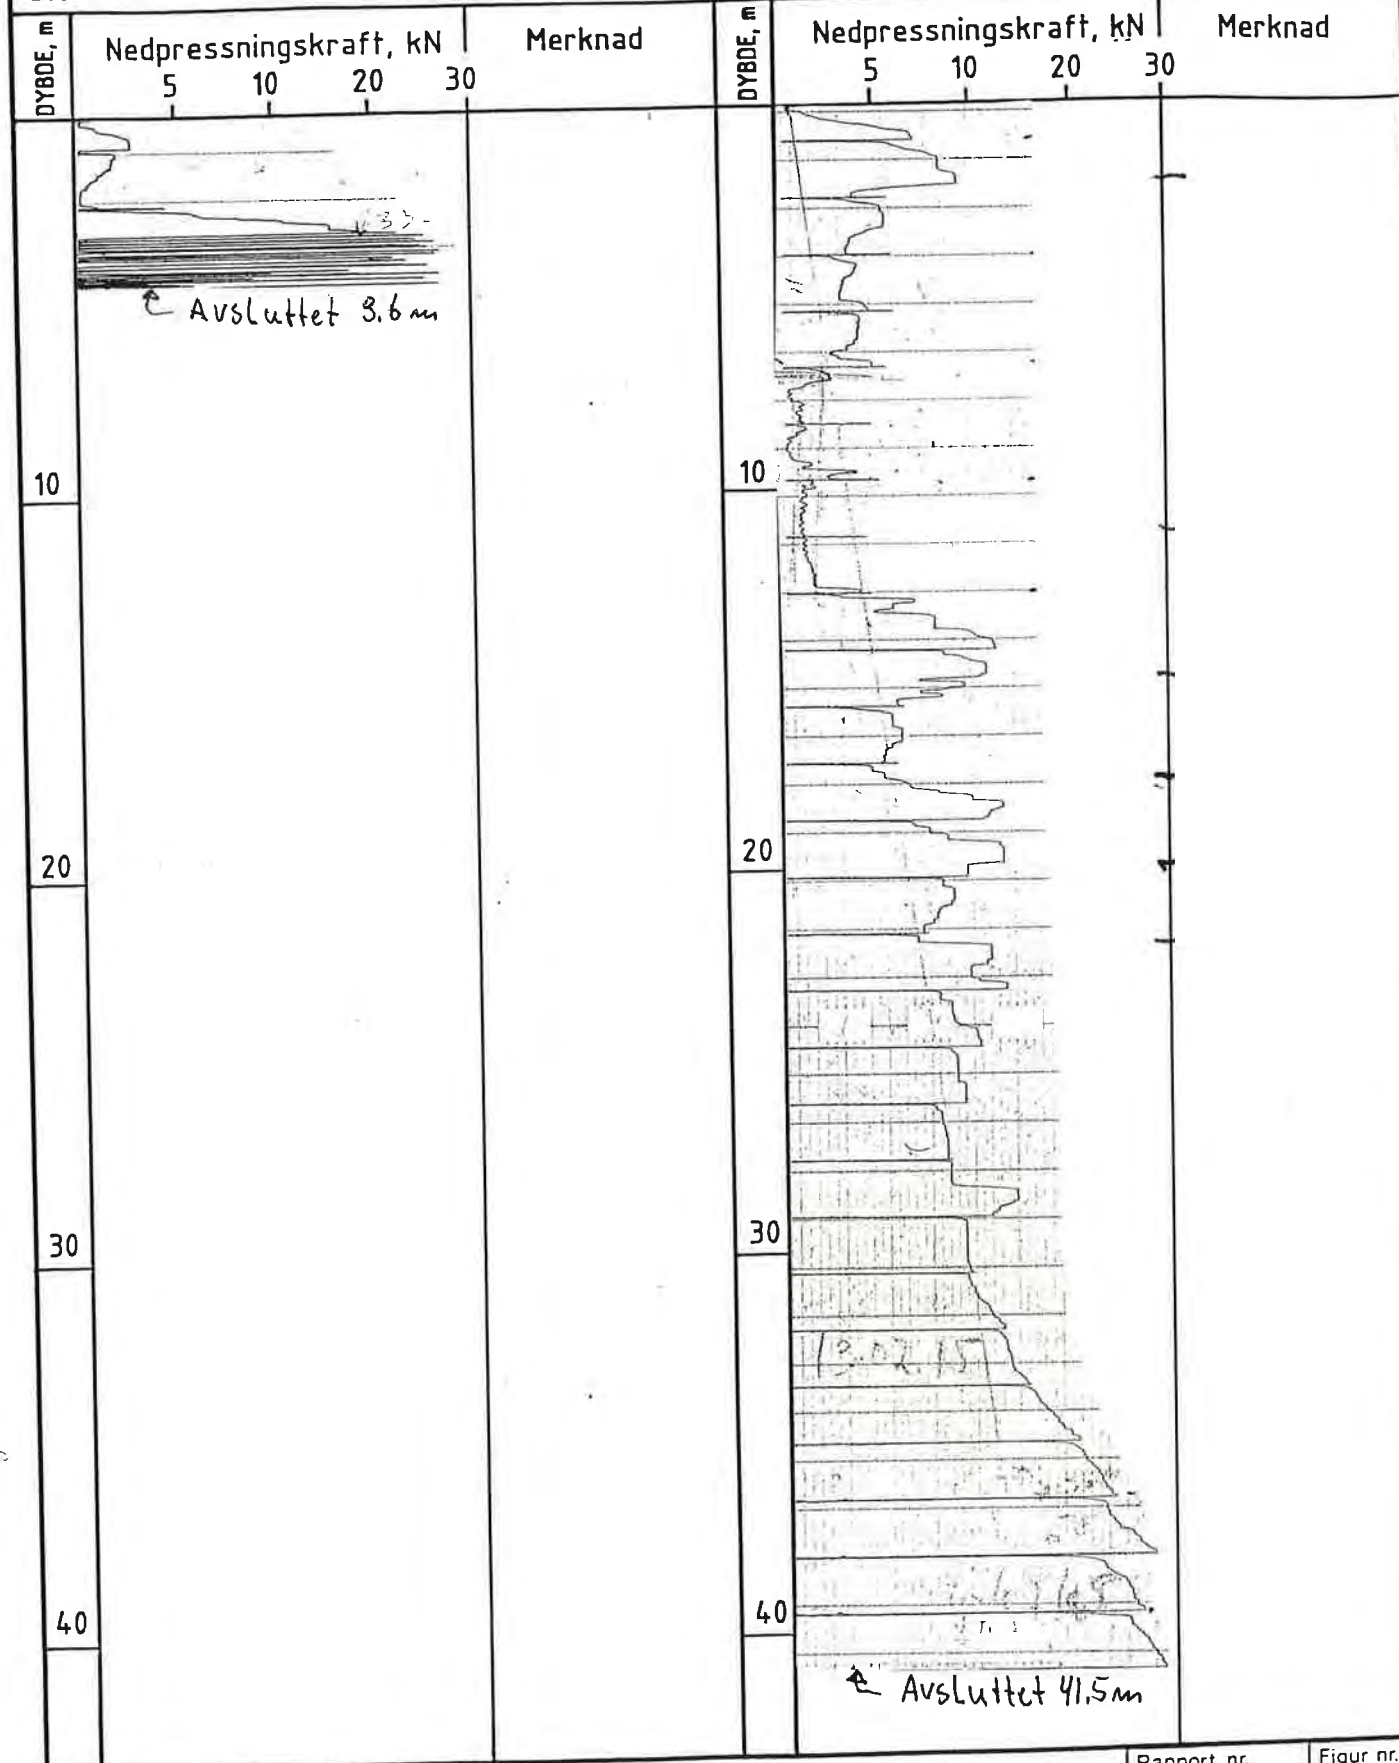 DYBDE, m
Nedpressningskraft, kN
Merknad
5 10 20 30
Avsluttet 3.6 m
10
20
30
40
DYBDE, m
Nedpressningskraft, kN
Merknad
5 10 20 30
10
20
30
40
Avsluttet 41.5 m
Rapport nr.
Figur nr.